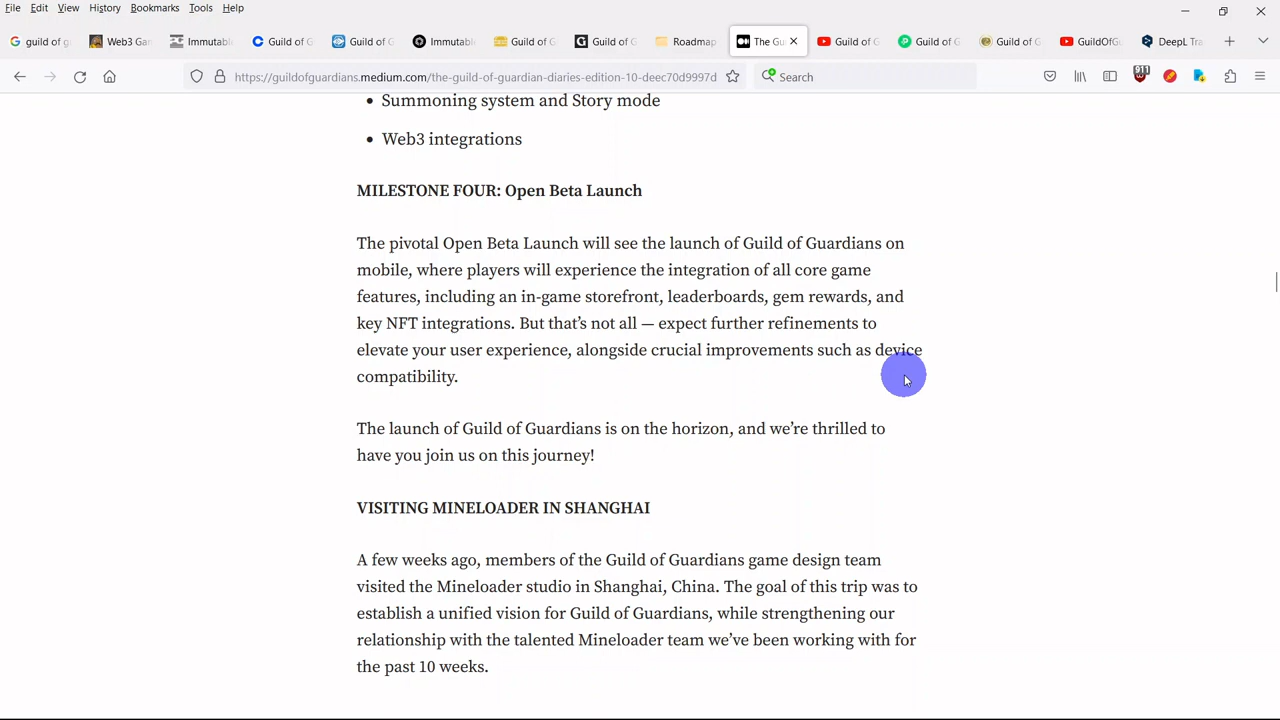 File Edit View History Bookmarks Tools Help
guild of g Web3 Gan Immutabl Guild of G Guild of G Immutabl Guild of G Guild of G Roadmap The Gu Guild of G Guild of G Guild of G GuildOfGu DeepL Tra
https://guildofguardians.medium.com/the-guild-of-guardian-diaries-edition-10-deec70d9997d Search 911
• Summoning system and Story mode
• Web3 integrations
MILESTONE FOUR: Open Beta Launch
The pivotal Open Beta Launch will see the launch of Guild of Guardians on
mobile, where players will experience the integration of all core game
features, including an in-game storefront, leaderboards, gem rewards, and
key NFT integrations. But that’s not all — expect further refinements to
elevate your user experience, alongside crucial improvements such as device
compatibility.
The launch of Guild of Guardians is on the horizon, and we’re thrilled to
have you join us on this journey!
VISITING MINELOADER IN SHANGHAI
A few weeks ago, members of the Guild of Guardians game design team
visited the Mineloader studio in Shanghai, China. The goal of this trip was to
establish a unified vision for Guild of Guardians, while strengthening our
relationship with the talented Mineloader team we’ve been working with for
the past 10 weeks.